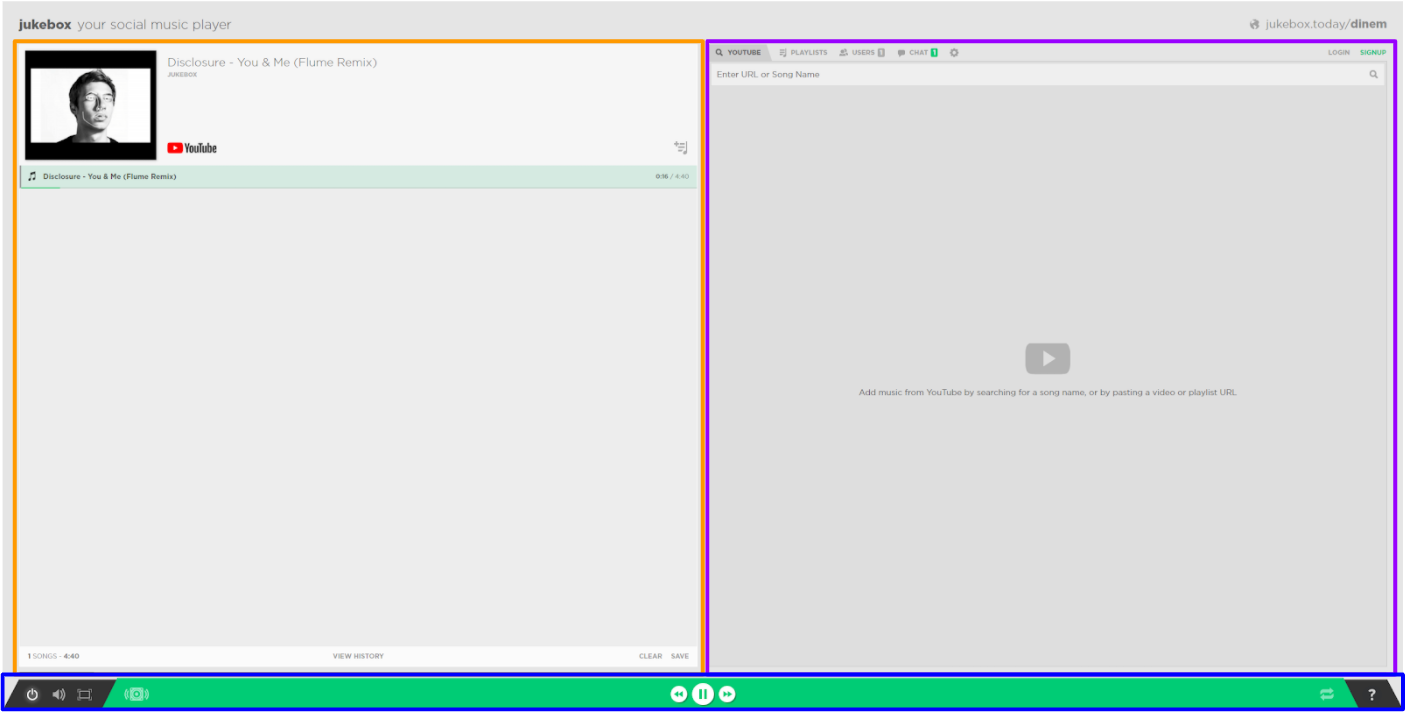 jukebox your social music player
jukebox.today/dinem
Disclosure - You & Me (Flume Remix)
JUKEBOX
YouTube
Disclosure - You & Me (Flume Remix) 0:16 / 4:40
1 SONGS - 4:40 VIEW HISTORY CLEAR SAVE
YOUTUBE PLAYLISTS USERS 1 CHAT 1 LOGIN SIGNUP
Enter URL or Song Name
Add music from YouTube by searching for a song name, or by pasting a video or playlist URL
?